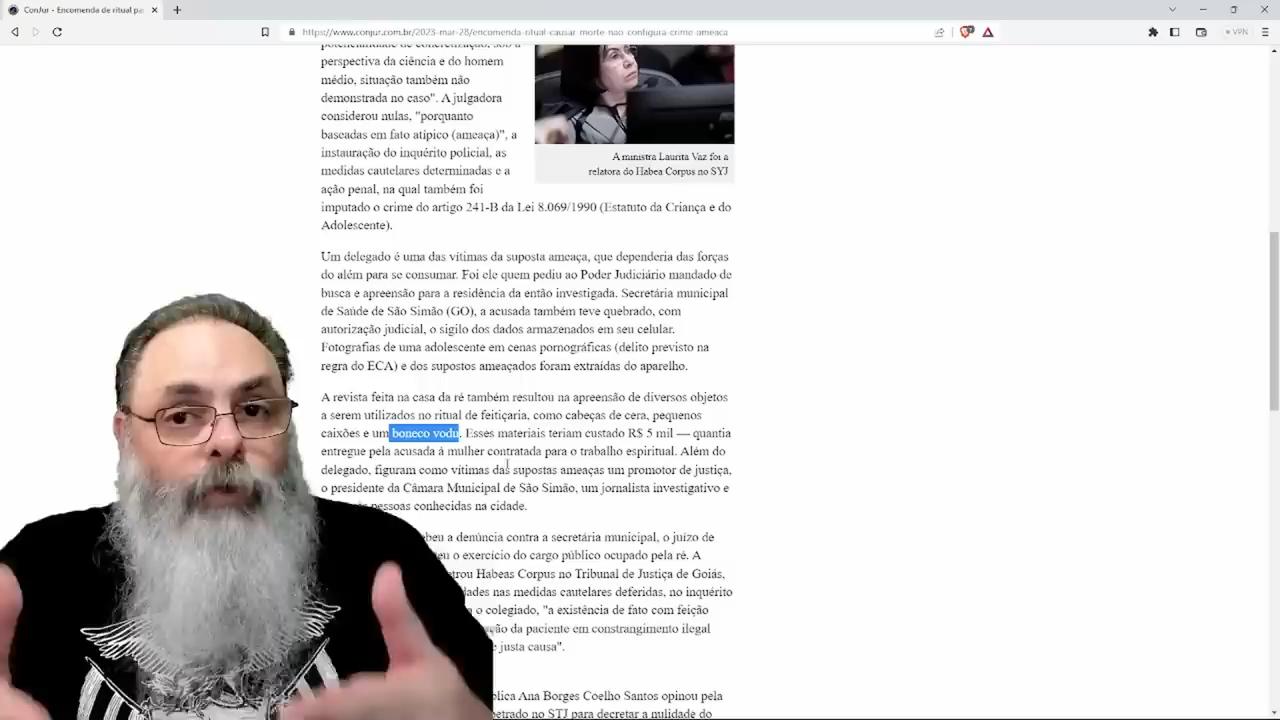 ConJur - Encomenda de ritual pa
https://www.conjur.com.br/2023-mar-28/encomenda-ritual-causar-morte-nao-configura-crime-ameaca
VPN
potencialidade de concretização, sob a
perspectiva da ciência e do homem
médio, situação também não
demonstrada no caso". A julgadora
considerou nulas, "porquanto
baseadas em fato atípico (ameaça)", a
instauração do inquérito policial, as
medidas cautelares determinadas e a
ação penal, na qual também foi
imputado o crime do artigo 241-B da Lei 8.069/1990 (Estatuto da Criança e do
Adolescente).
A ministra Laurita Vaz foi a
relatora do Habea Corpus no SYJ
Um delegado é uma das vítimas da suposta ameaça, que dependeria das forças
do além para se consumar. Foi ele quem pediu ao Poder Judiciário mandado de
busca e apreensão para a residência da então investigada. Secretária municipal
de Saúde de São Simão (GO), a acusada também teve quebrado, com
autorização judicial, o sigilo dos dados armazenados em seu celular.
Fotografias de uma adolescente em cenas pornográficas (delito previsto na
regra do ECA) e dos supostos ameaçados foram extraídas do aparelho.
A revista feita na casa da ré também resultou na apreensão de diversos objetos
a serem utilizados no ritual de feitiçaria, como cabeças de cera, pequenos
caixões e um boneco vodu. Esses materiais teriam custado R$ 5 mil — quantia
entregue pela acusada à mulher contratada para o trabalho espiritual. Além do
delegado, figuram como vítimas das supostas ameaças um promotor de justiça,
o presidente da Câmara Municipal de São Simão, um jornalista investigativo e
pessoas conhecidas na cidade.
ebeu a denúncia contra a secretária municipal, o juízo de
eu o exercício do cargo público ocupado pela ré. A
trou Habeas Corpus no Tribunal de Justiça de Goiás,
dades nas medidas cautelares deferidas, no inquérito
a o colegiado, "a existência de fato com feição
ção da paciente em constrangimento ilegal
e justa causa".
blica Ana Borges Coelho Santos opinou pela
petrado no STJ para decretar a nulidade do